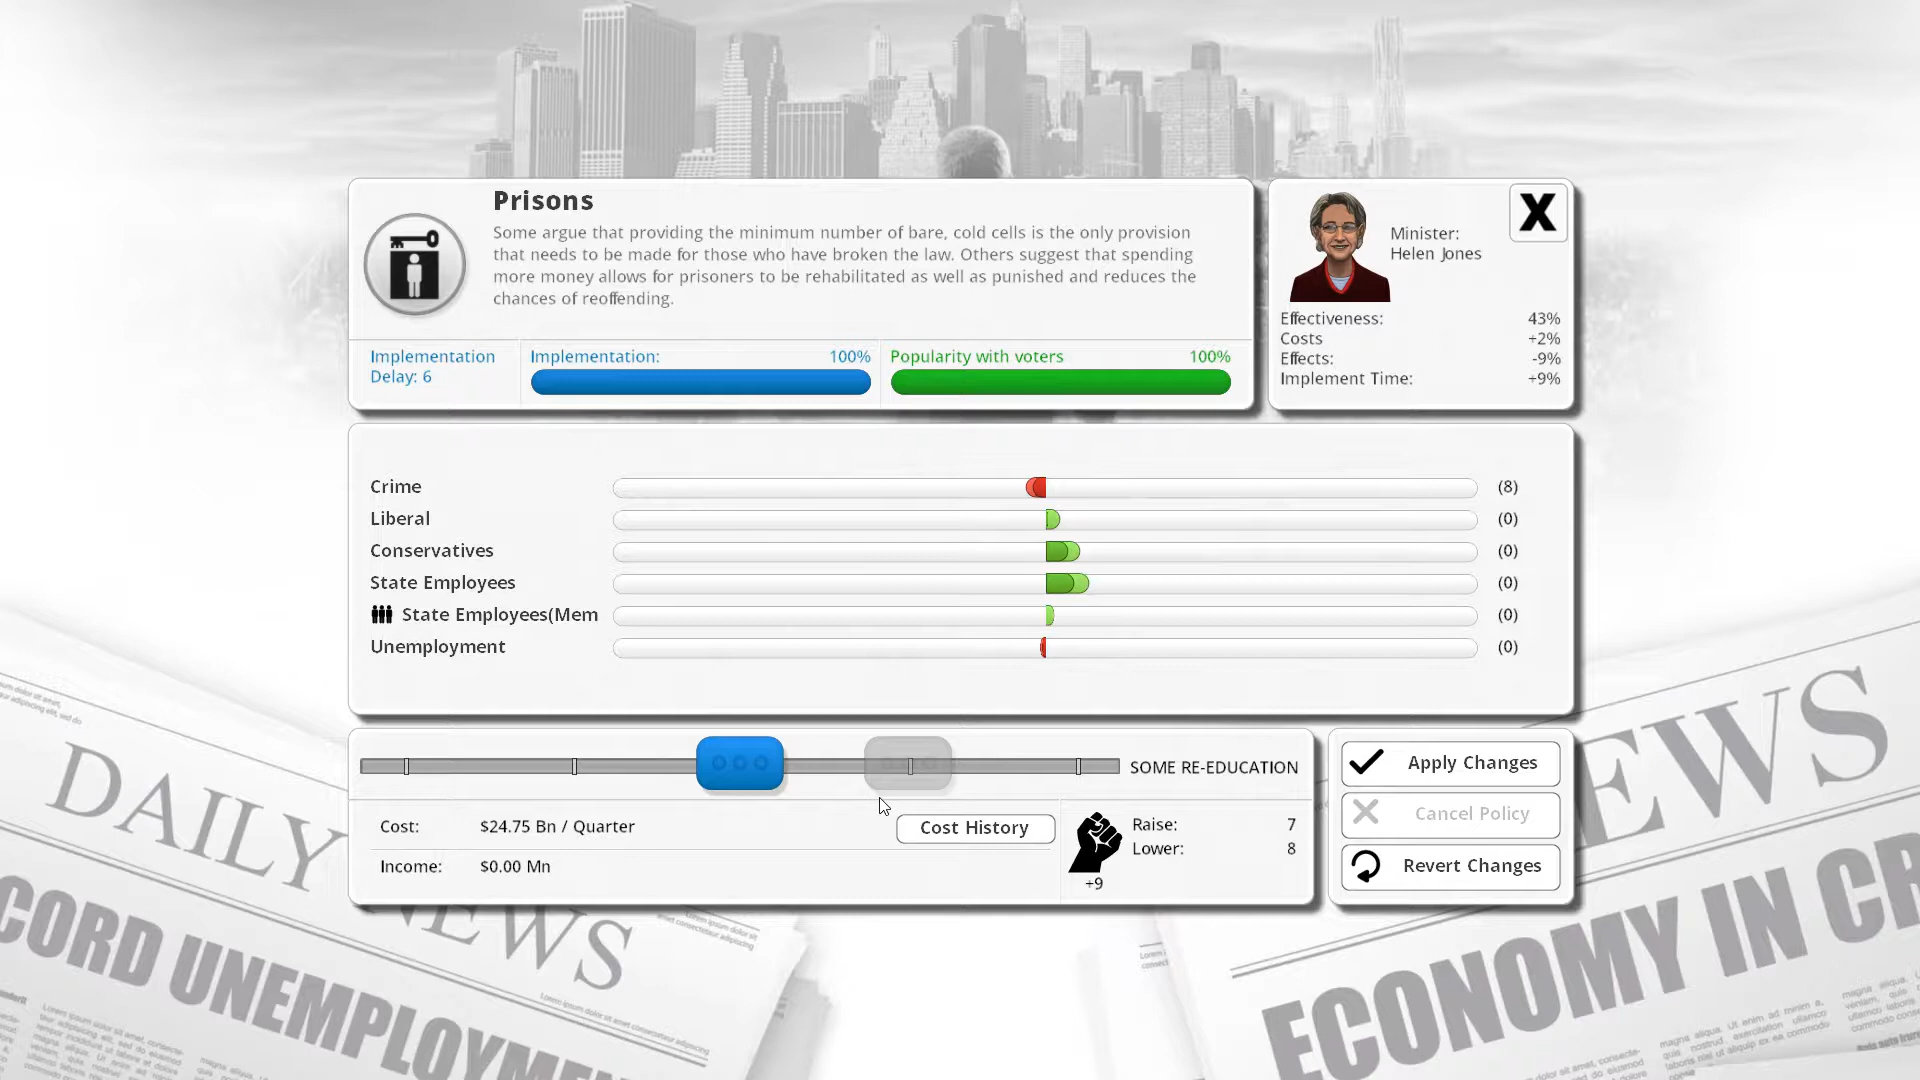 Prisons
Some argue that providing the minimum number of bare, cold cells is the only provision
that needs to be made for those who have broken the law. Others suggest that spending
more money allows for prisoners to be rehabilitated as well as punished and reduces the
chances of reoffending.
Implementation
Delay: 6
Implementation: 100%
Popularity with voters 100%
X
Minister:
Helen Jones
Effectiveness: 43%
Costs +2%
Effects: -9%
Implement Time: +9%
Crime (8)
Liberal (0)
Conservatives (0)
State Employees (0)
State Employees(Mem (0)
Unemployment (0)
SOME RE-EDUCATION
Cost: $24.75 Bn / Quarter
Cost History
Income: $0.00 Mn
Raise: 7
Lower: 8
+9
Apply Changes
Cancel Policy
Revert Changes
DAILY NEWS
CORD UNEMPLOYME
EWS
ECONOMY IN CR